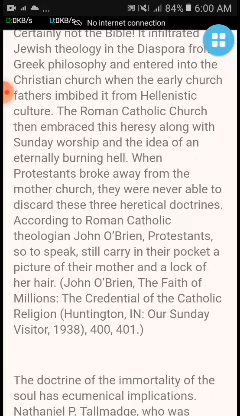 84% 6:00 AM
D:0KB/s U:0KB/s No internet connection
Certainly not the Bible! It infiltrated
Jewish theology in the Diaspora from
Greek philosophy and entered into the
Christian church when the early church
fathers imbibed it from Hellenistic
culture. The Roman Catholic Church
then embraced this heresy along with
Sunday worship and the idea of an
eternally burning hell. When
Protestants broke away from the
mother church, they were never able to
discard these three heretical doctrines.
According to Roman Catholic
theologian John O'Brien, Protestants,
so to speak, still carry in their pocket a
picture of their mother and a lock of
her hair. (John O'Brien, The Faith of
Millions: The Credential of the Catholic
Religion (Huntington, IN: Our Sunday
Visitor, 1938), 400, 401.)
The doctrine of the immortality of the
soul has ecumenical implications.
Nathaniel P. Tallmadge, who was